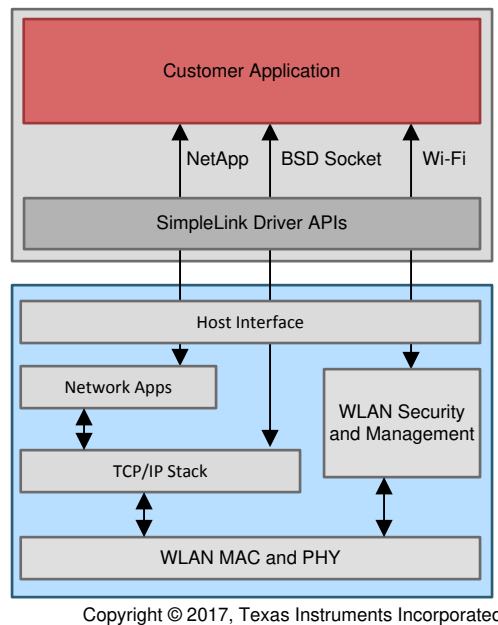 Customer Application
NetApp
BSD Socket
Wi-Fi
SimpleLink Driver APIs
Host Interface
Network Apps
WLAN Security
and Management
TCP/IP Stack
WLAN MAC and PHY
Copyright © 2017, Texas Instruments Incorporated